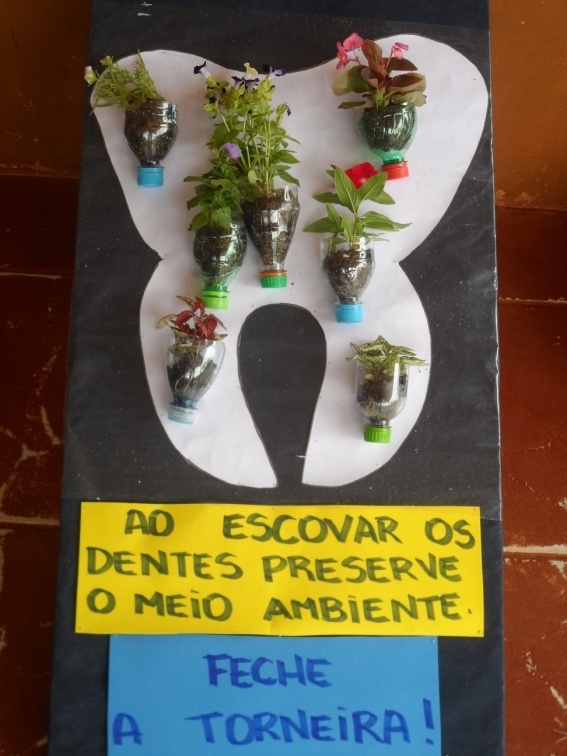 AO ESCOVAR OS
DENTES PRESERVE
O MEIO AMBIENTE.
FECHE
A TORNEIRA!